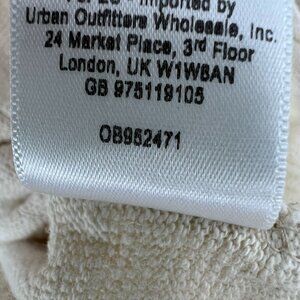 Imported by
Urban Outfitters Wholesale, Inc.
24 Market Place, 3rd Floor
London, UK W1W8AN
GB 975119105
OB952471